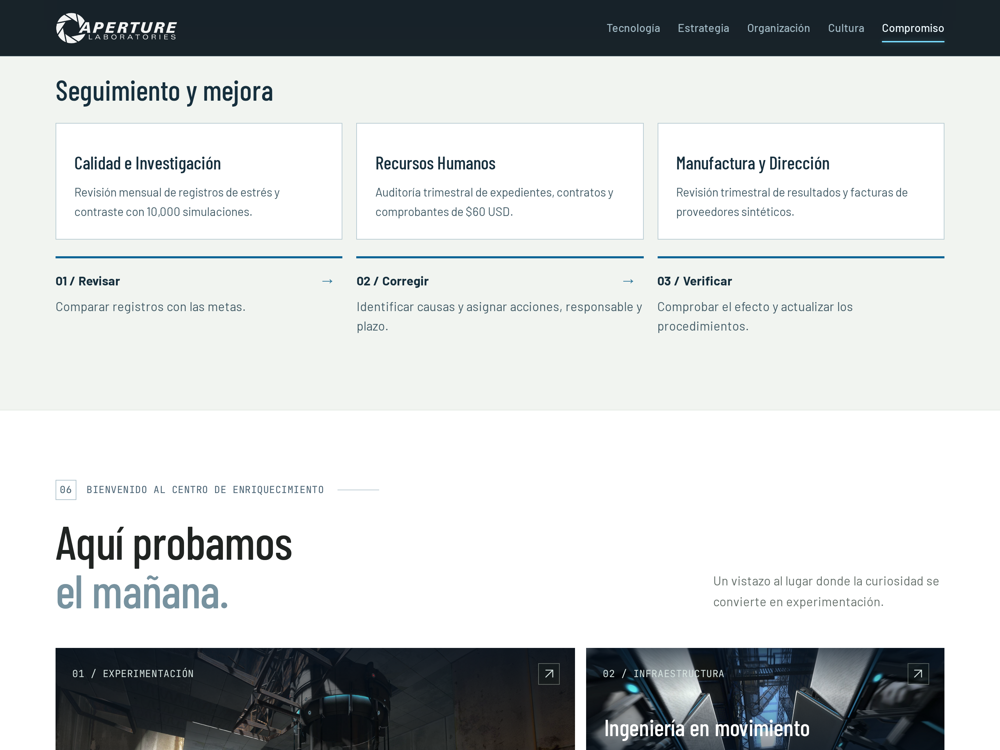 APERTURE
LABORATORIES
Tecnología Estrategia Organización Cultura Compromiso
Seguimiento y mejora
Calidad e Investigación
Revisión mensual de registros de estrés y
contraste con 10,000 simulaciones.
Recursos Humanos
Auditoría trimestral de expedientes, contratos y
comprobantes de $60 USD.
Manufactura y Dirección
Revisión trimestral de resultados y facturas de
proveedores sintéticos.
01 / Revisar →
Comparar registros con las metas.
02 / Corregir →
Identificar causas y asignar acciones, responsable y
plazo.
03 / Verificar
Comprobar el efecto y actualizar los
procedimientos.
06 BIENVENIDO AL CENTRO DE ENRIQUECIMIENTO
Aquí probamos
el mañana.
Un vistazo al lugar donde la curiosidad se
convierte en experimentación.
01 / EXPERIMENTACIÓN
02 / INFRAESTRUCTURA
Ingeniería en movimiento